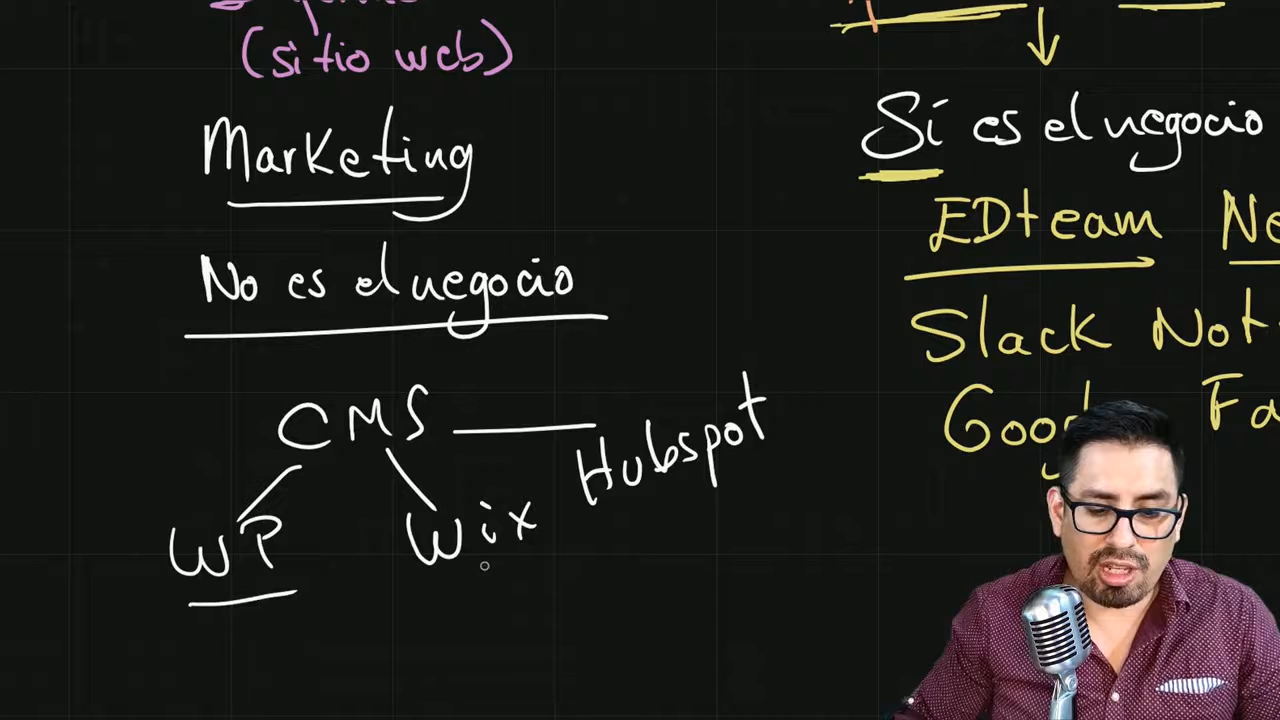 (sitio web)
Marketing
No es el negocio
CMS
Hubspot
WP
Wix
Sí es el negocio
EDteam
Slack